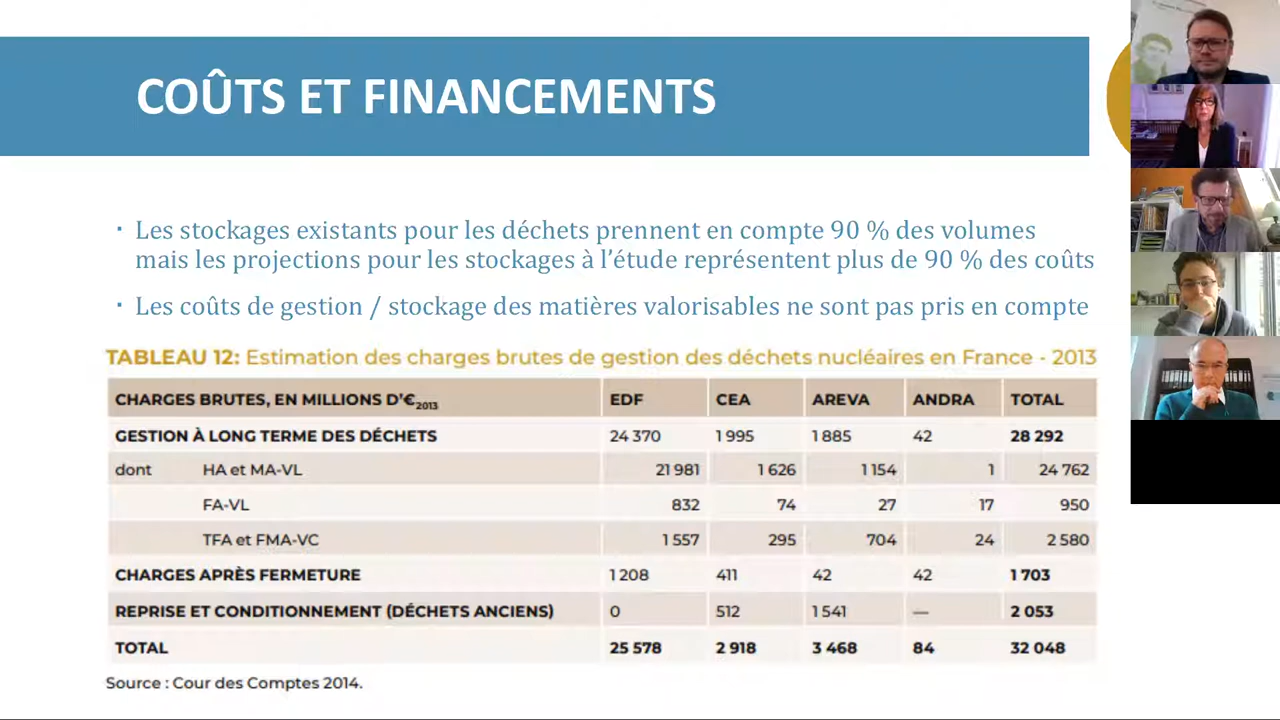 COÛTS ET FINANCEMENTS
· Les stockages existants pour les déchets prennent en compte 90 % des volumes
mais les projections pour les stockages à l'étude représentent plus de 90 % des coûts
· Les coûts de gestion / stockage des matières valorisables ne sont pas pris en compte
TABLEAU 12: Estimation des charges brutes de gestion des déchets nucléaires en France - 2013
CHARGES BRUTES, EN MILLIONS D'€2013 EDF CEA AREVA ANDRA TOTAL
GESTION À LONG TERME DES DÉCHETS 24 370 1 995 1 885 42 28 292
dont HA et MA-VL 21 981 1 626 1 154 1 24 762
FA-VL 832 74 27 17 950
TFA et FMA-VC 1 557 295 704 24 2 580
CHARGES APRÈS FERMETURE 1 208 411 42 42 1 703
REPRISE ET CONDITIONNEMENT (DÉCHETS ANCIENS) 0 512 1 541 — 2 053
TOTAL 25 578 2 918 3 468 84 32 048
Source : Cour des Comptes 2014.